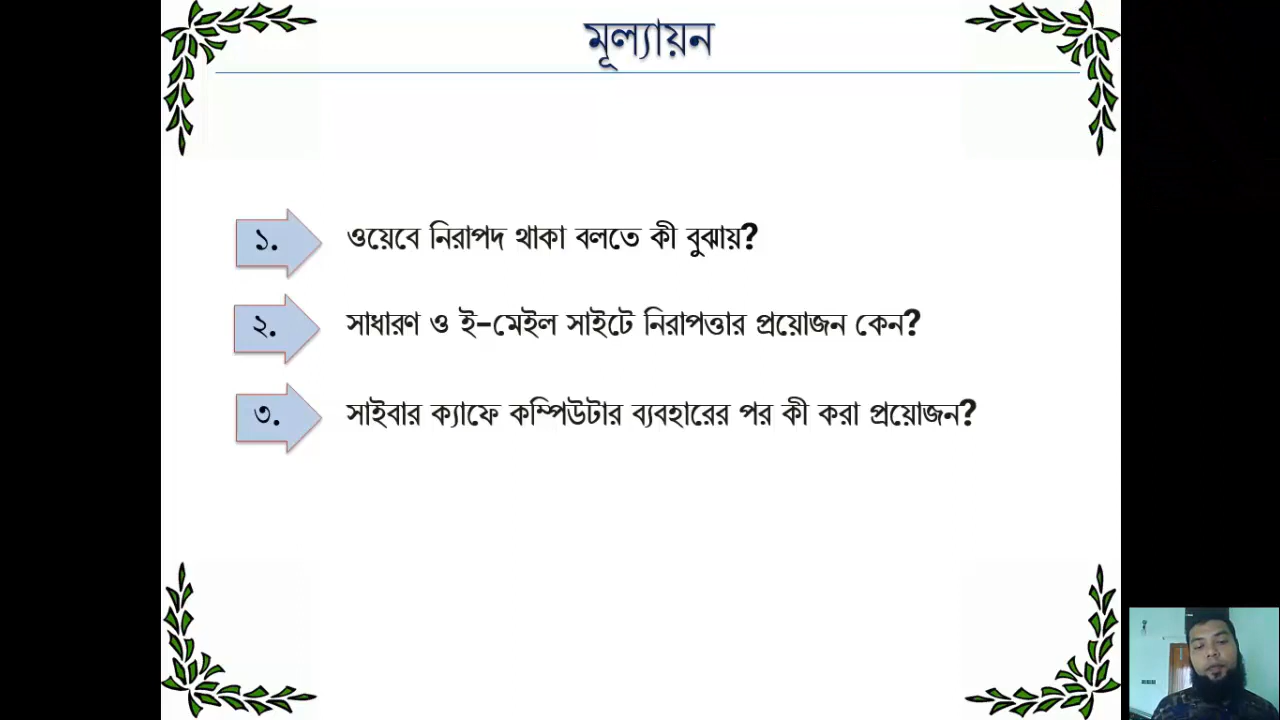 মূল্যায়ন
১. ওয়েবে নিরাপদ থাকা বলতে কী বুঝায়?
২. সাধারণ ও ই-মেইল সাইটে নিরাপত্তার প্রয়োজন কেন?
৩. সাইবার ক্যাফে কম্পিউটার ব্যবহারের পর কী করা প্রয়োজন?